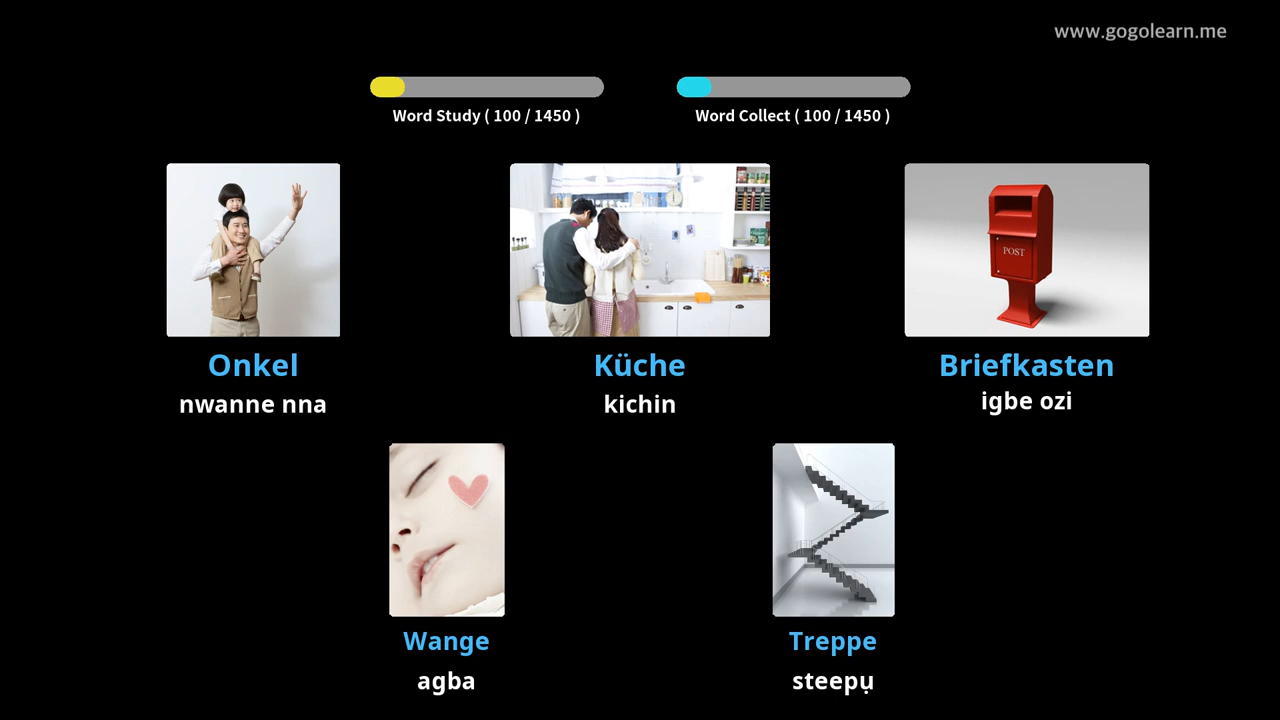 www.gogolearn.me
Word Study ( 100 / 1450 )
Word Collect ( 100 / 1450 )
POST
Onkel
nwanne nna
Küche
kichin
Briefkasten
igbe ozi
Wange
agba
Treppe
steepụ